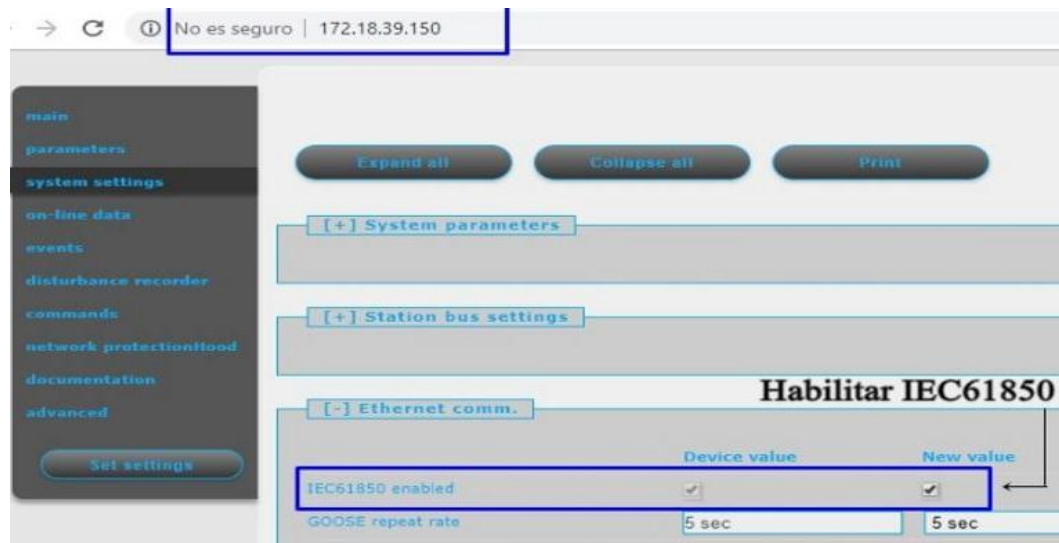 No es seguro | 172.18.39.150
main
parameters
system settings
on-line data
events
disturbance recorder
commands
network protectionHood
documentation
advanced
Set settings
Expand all
Collapse all
Print
[+] System parameters
[+] Station bus settings
Habilitar IEC61850
[-] Ethernet comm.
Device value
New value
IEC61850 enabled
GOOSE repeat rate
5 sec
5 sec